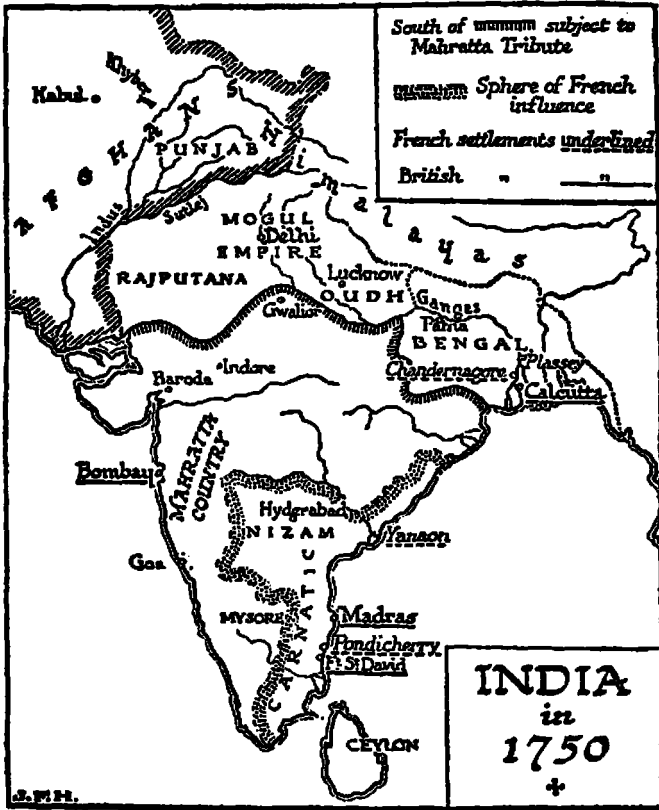 South of subject to
Mahratta Tribute
Sphere of French
influence
French settlements underlined
British " "
Khyber
Kabul
AFGHANS
PUNJAB
Himalayas
Indus
Sutlej
MOGUL
Delhi
EMPIRE
RAJPUTANA
Lucknow
OUDH
Ganges
Gwalior
Patna
BENGAL
Plassey
Chandernagore
Calcutta
Indore
Baroda
MAHRATTA
COUNTRY
Bombay
Hyderabad
NIZAM
Yanaon
Goa
CARNATIC
MYSORE
Madras
Pondicherry
Ft St David
CEYLON
INDIA
in
1750
J.F.H.